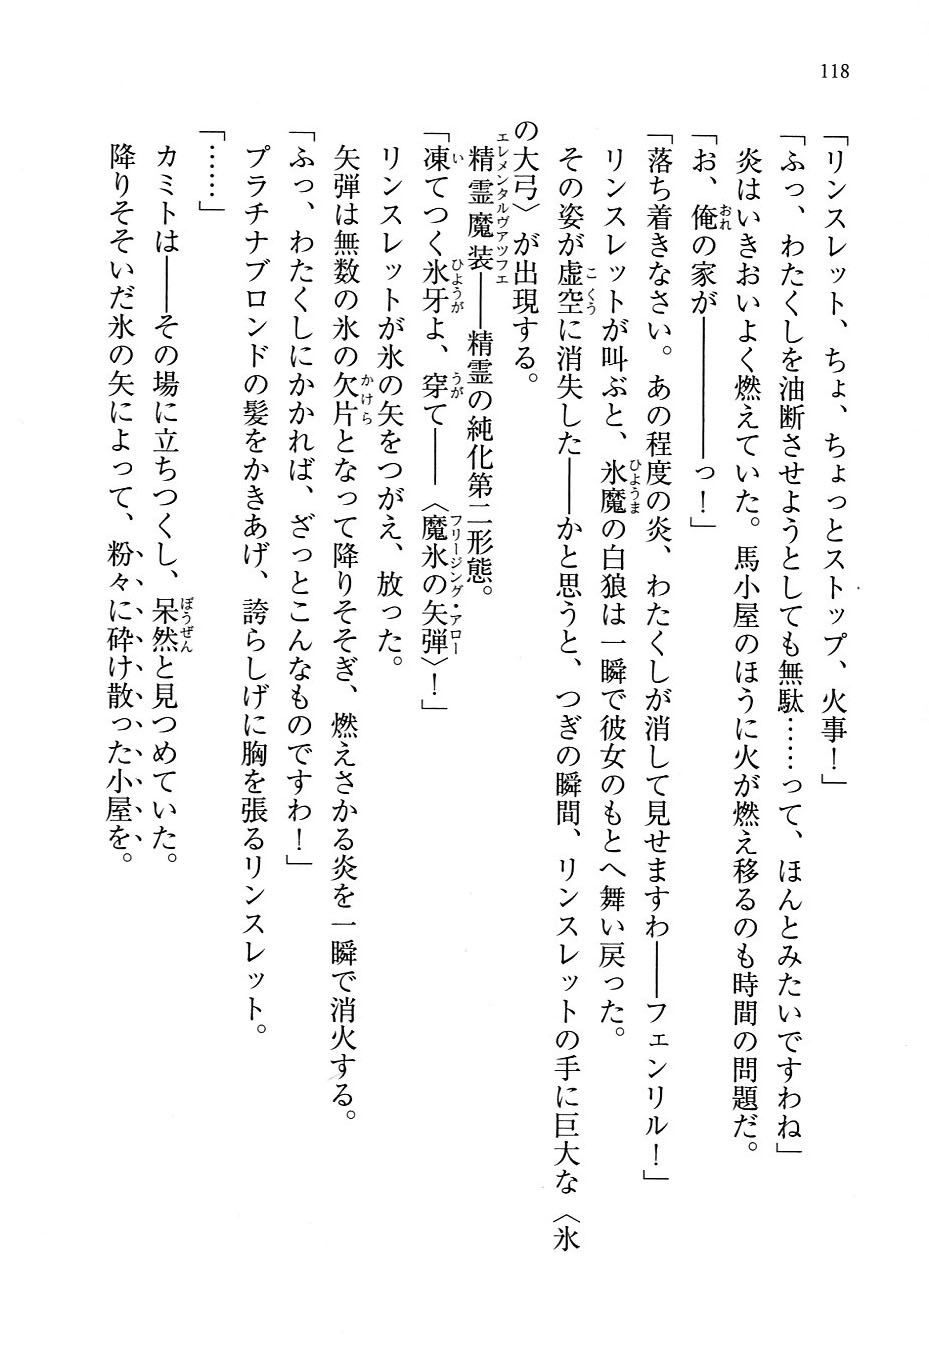 118
「リンスレット、ちょ、ちょっとストップ、火事！」
「ふっ、わたくしを油断させようとしても無駄……って、ほんとみたいですわね」
炎はいきおいよく燃えていた。馬小屋のほうに火が燃え移るのも時間の問題だ。
「お、俺の家が――――――っ！」
「落ち着きなさい。あの程度の炎、わたくしが消して見せますわ――フェンリル！」
リンスレットが叫ぶと、氷魔の白狼は一瞬で彼女のもとへ舞い戻った。
その姿が虚空に消失した――かと思うと、つぎの瞬間、リンスレットの手に巨大な〈氷
の大弓〉が出現する。
精霊魔装――精霊の純化第二形態。
「凍てつく氷牙よ、穿て――〈魔氷の矢弾〉！」
リンスレットが氷の矢をつがえ、放った。
矢弾は無数の氷の欠片となって降りそそぎ、燃えさかる炎を一瞬で消火する。
「ふっ、わたくしにかかれば、ざっとこんなものですわ！」
プラチナブロンドの髪をかきあげ、誇らしげに胸を張るリンスレット。
「……」
カミトは――その場に立ちつくし、呆然と見つめていた。
降りそそいだ氷の矢によって、粉々に砕け散った小屋を。